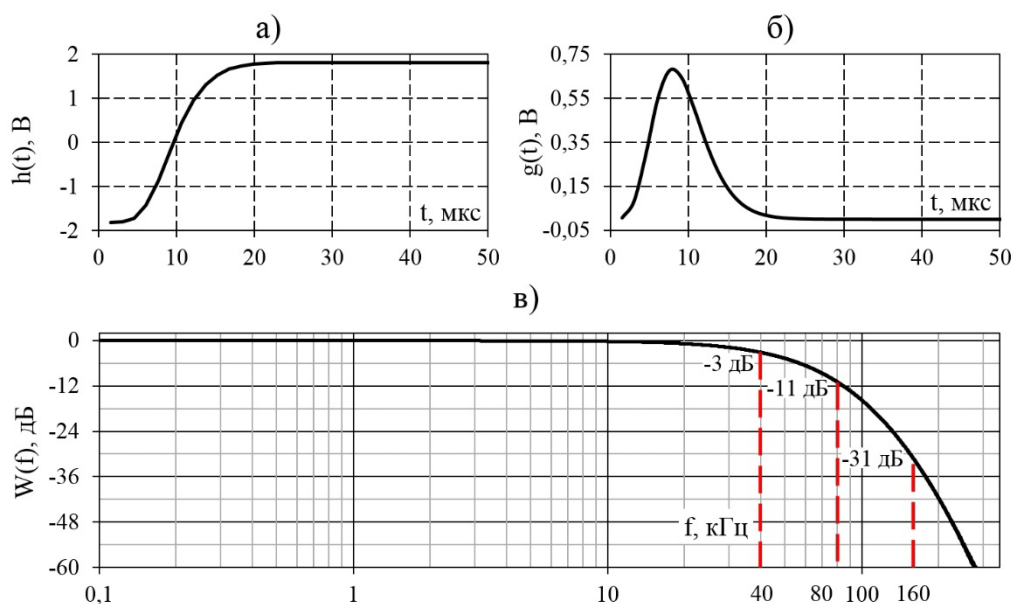 а)
h(t), В
2
1
0
-1
-2
0 10 20 30 40 50
t, мкс
б)
g(t), В
0,75
0,55
0,35
0,15
-0,05
0 10 20 30 40 50
t, мкс
в)
W(f), дБ
0
-12
-24
-36
-48
-60
-3 дБ
-11 дБ
-31 дБ
f, кГц
0,1 1 10 40 80 100 160